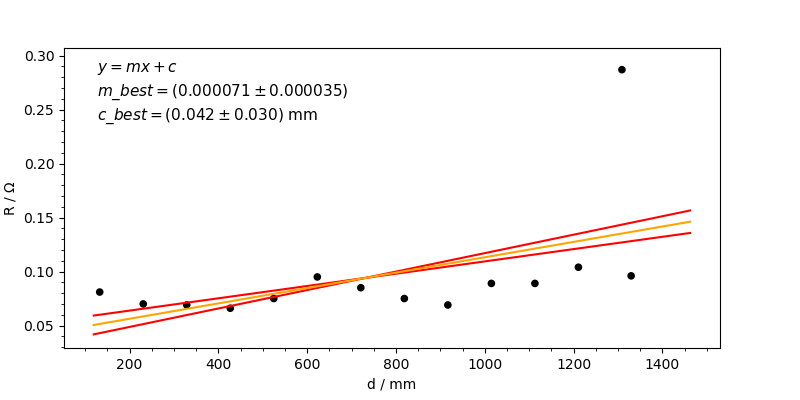 0.30
y = mx + c
m_best = (0.000071 ± 0.000035)
c_best = (0.042 ± 0.030) mm
0.25
0.20
0.15
0.10
0.05
R / Ω
200 400 600 800 1000 1200 1400
d / mm